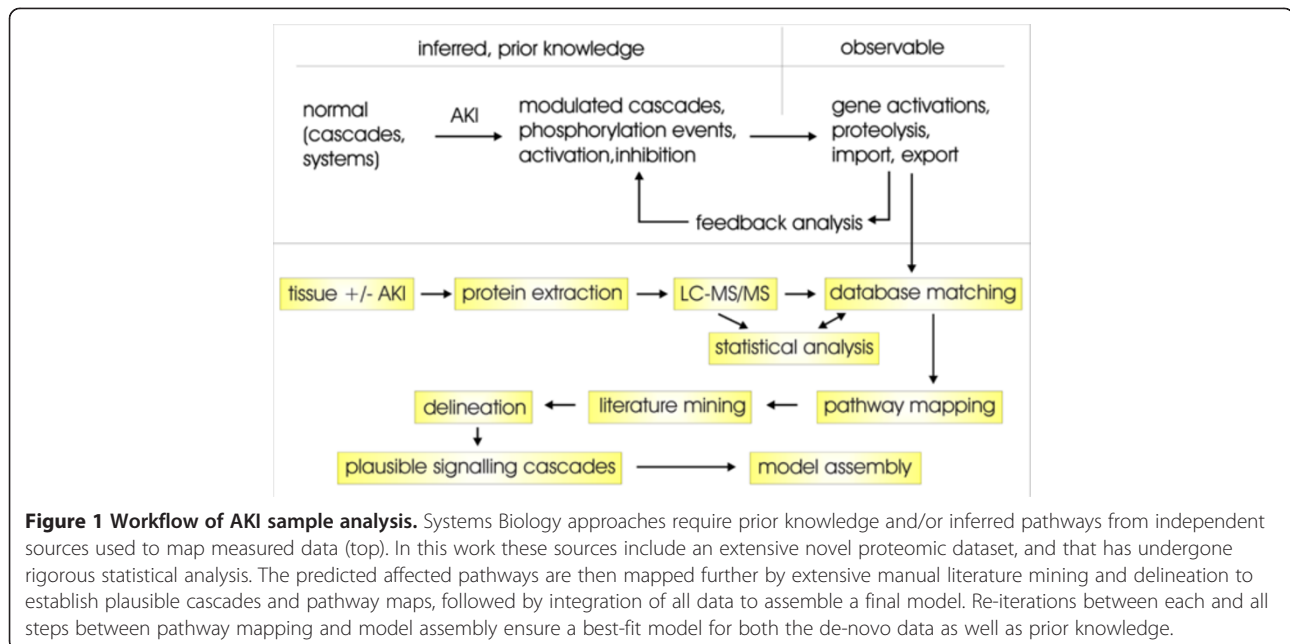 inferred, prior knowledge
observable
normal
(cascades,
systems)
AKI
modulated cascades,
phosphorylation events,
activation,inhibition
gene activations,
proteolysis,
import, export
feedback analysis
tissue +/- AKI
protein extraction
LC-MS/MS
database matching
statistical analysis
delineation
literature mining
pathway mapping
plausible signalling cascades
model assembly
Figure 1 Workflow of AKI sample analysis. Systems Biology approaches require prior knowledge and/or inferred pathways from independent
sources used to map measured data (top). In this work these sources include an extensive novel proteomic dataset, and that has undergone
rigorous statistical analysis. The predicted affected pathways are then mapped further by extensive manual literature mining and delineation to
establish plausible cascades and pathway maps, followed by integration of all data to assemble a final model. Re-iterations between each and all
steps between pathway mapping and model assembly ensure a best-fit model for both the de-novo data as well as prior knowledge.